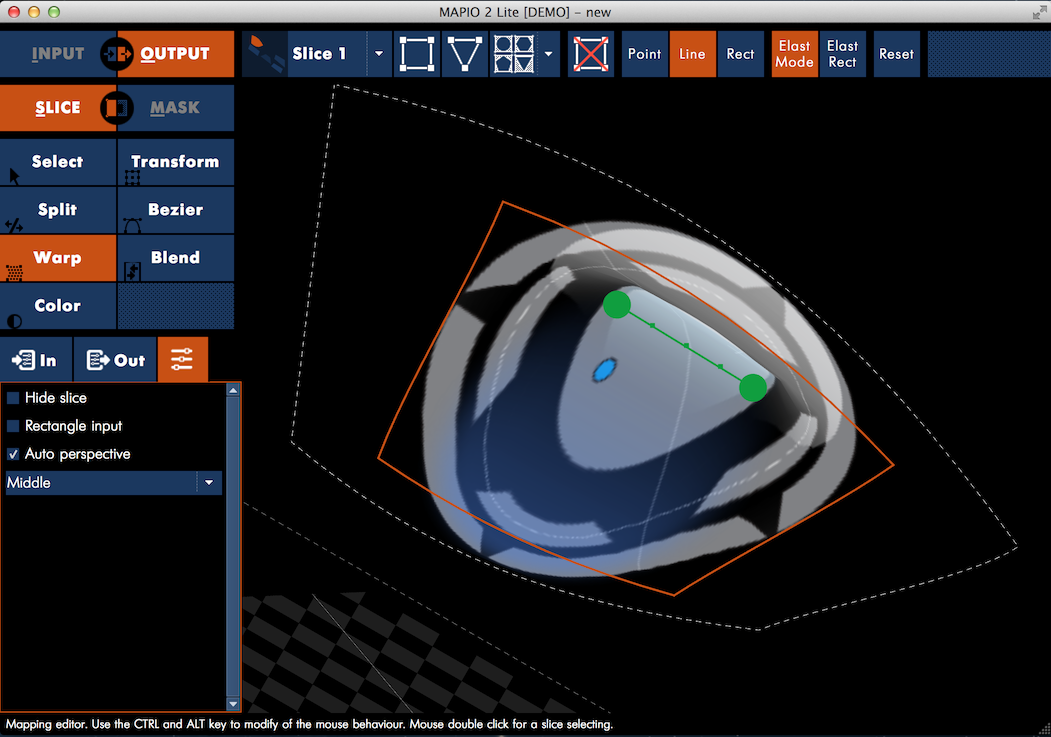 MAPIO 2 Lite [DEMO] – new
INPUT
OUTPUT
Slice 1
Point
Line
Rect
Elast
Mode
Elast
Rect
Reset
SLICE
MASK
Select
Transform
Split
Bezier
Warp
Blend
Color
In
Out
Hide slice
Rectangle input
Auto perspective
Middle
Mapping editor. Use the CTRL and ALT key to modify of the mouse behaviour. Mouse double click for a slice selecting.